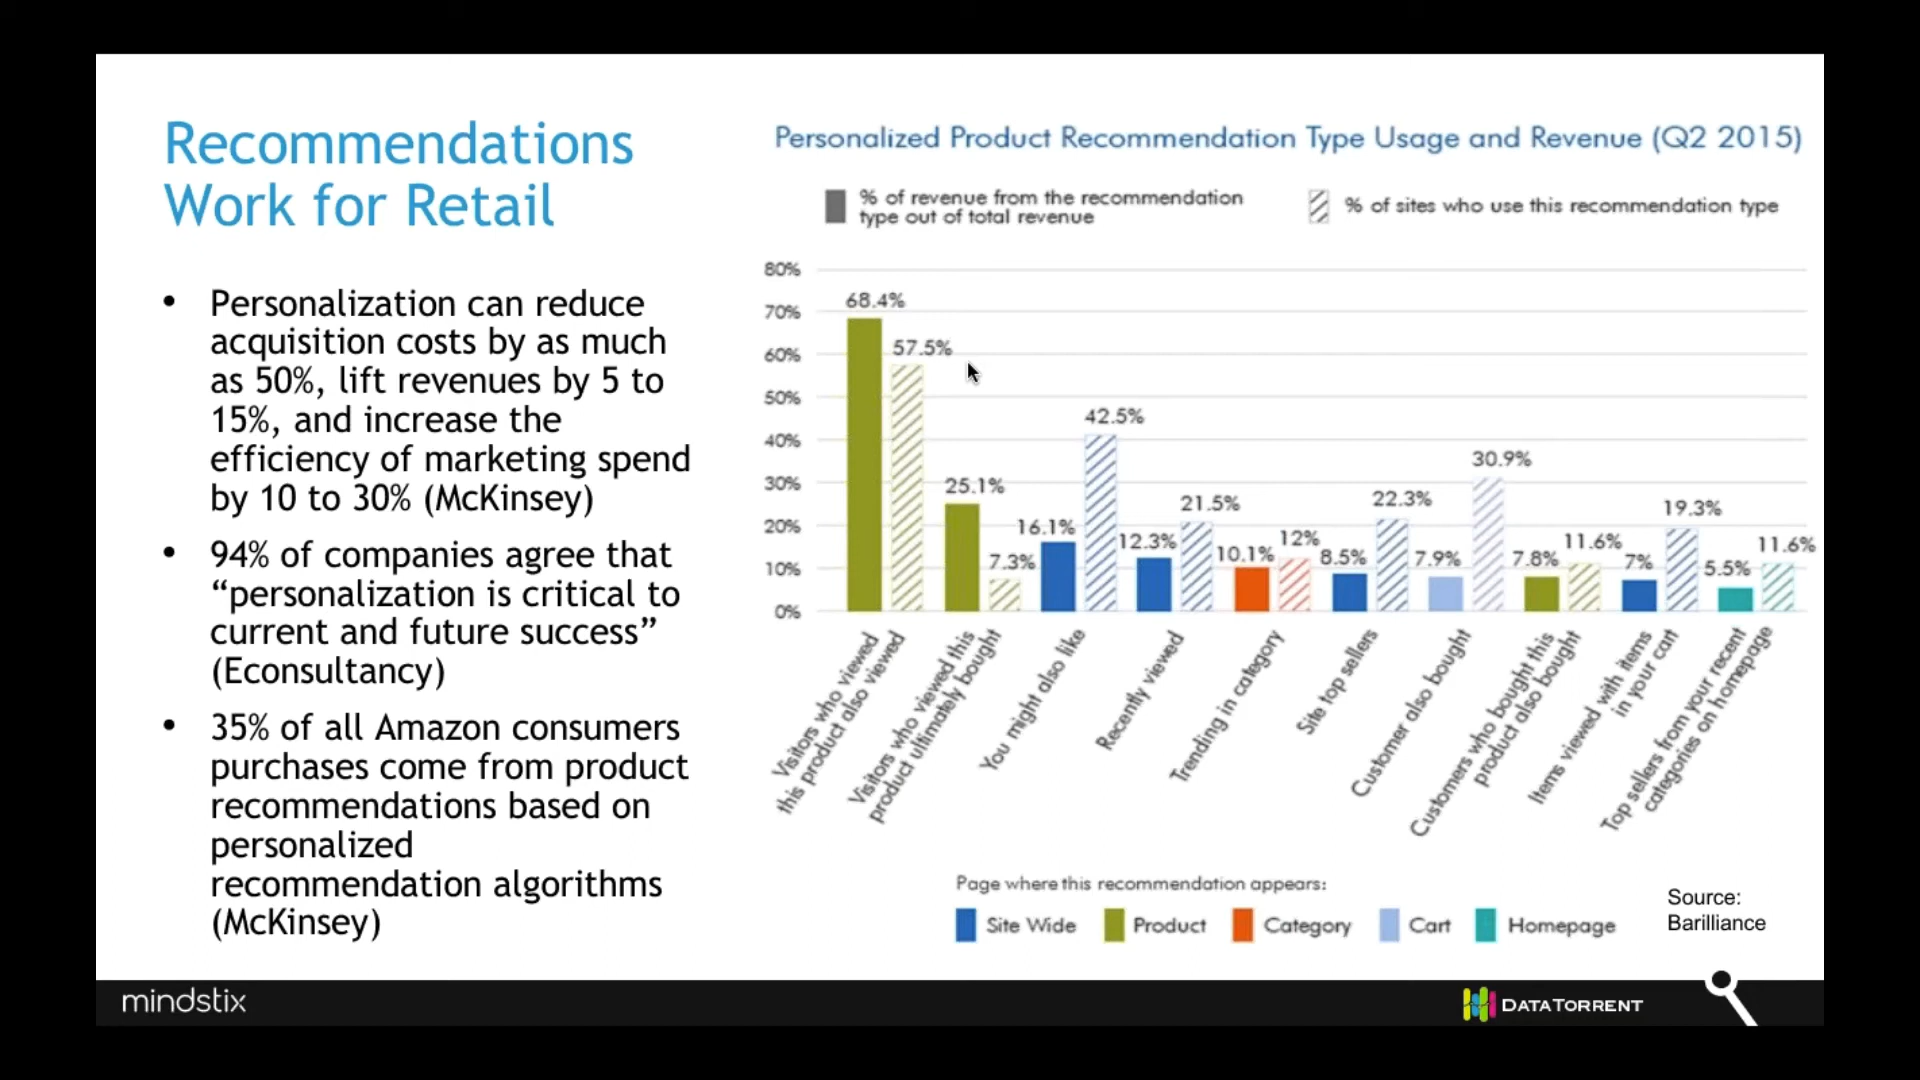 Recommendations
Work for Retail
• Personalization can reduce
acquisition costs by as much
as 50%, lift revenues by 5 to
15%, and increase the
efficiency of marketing spend
by 10 to 30% (McKinsey)
• 94% of companies agree that
“personalization is critical to
current and future success”
(Econsultancy)
• 35% of all Amazon consumers
purchases come from product
recommendations based on
personalized
recommendation algorithms
(McKinsey)
Personalized Product Recommendation Type Usage and Revenue (Q2 2015)
% of revenue from the recommendation
type out of total revenue
% of sites who use this recommendation type
80%
70%
60%
50%
40%
30%
20%
10%
0%
68.4%
57.5%
25.1%
7.3%
16.1%
42.5%
12.3%
21.5%
10.1%
12%
8.5%
22.3%
7.9%
30.9%
7.8%
11.6%
7%
19.3%
5.5%
11.6%
Visitors who viewed
this product also viewed
Visitors who viewed this
product ultimately bought
You might also like
Recently viewed
Trending in category
Site top sellers
Customer also bought
Customers who bought this
product also bought
Items viewed with items
in your cart
Top sellers from your recent
categories on homepage
Page where this recommendation appears:
Site Wide
Product
Category
Cart
Homepage
Source:
Barilliance
mindstix
DATATORRENT